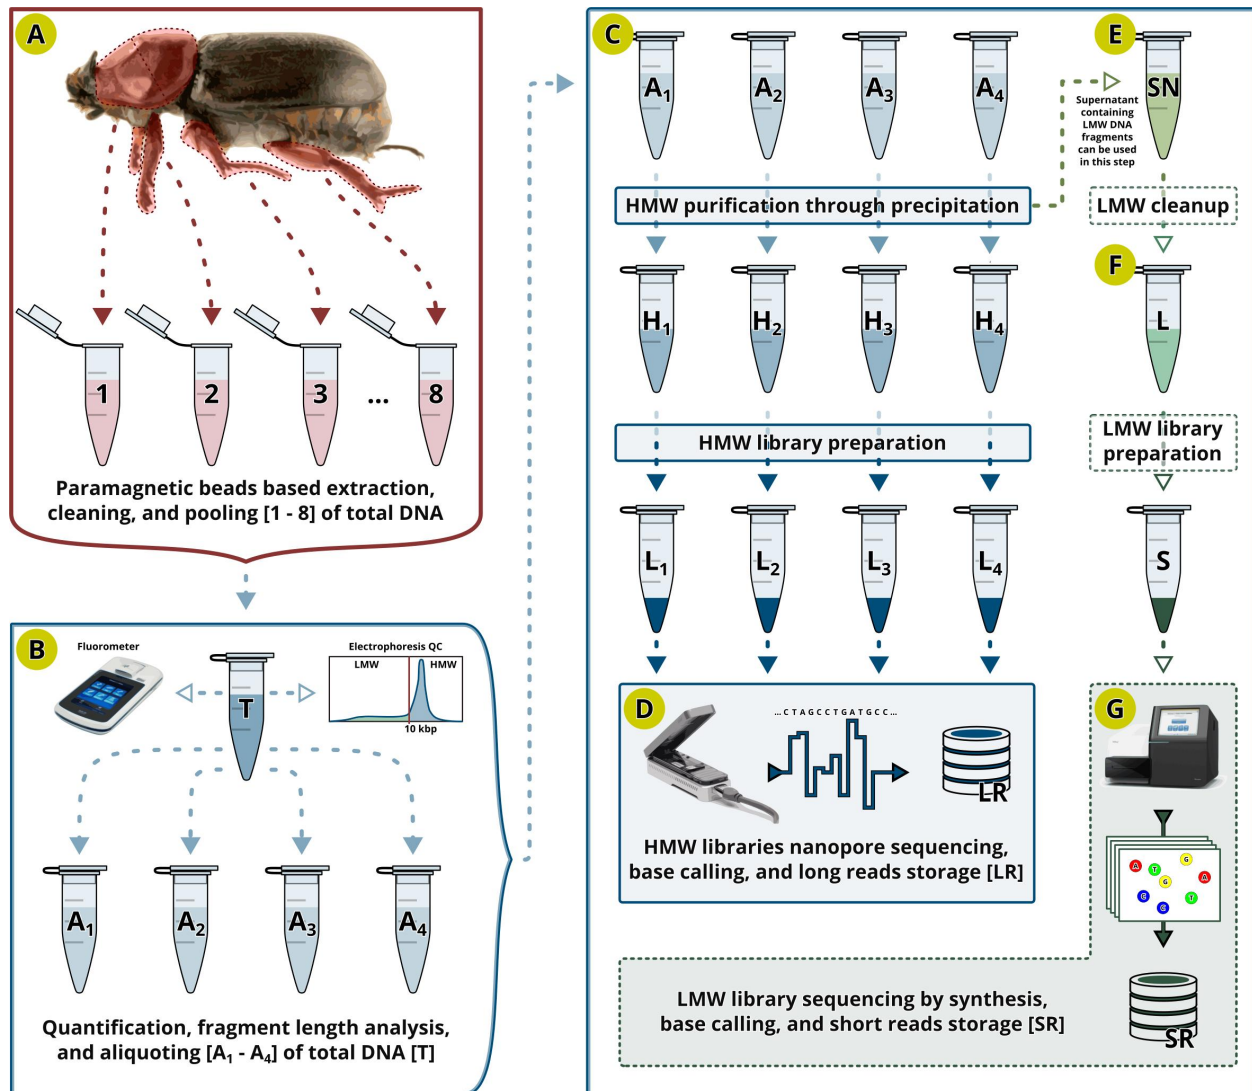 A
1
2
3
...
8
Paramagnetic beads based extraction,
cleaning, and pooling [1 - 8] of total DNA
B
Fluorometer
T
Electrophoresis QC
LMW
HMW
10 kbp
A1
A2
A3
A4
Quantification, fragment length analysis,
and aliquoting [A1 - A4] of total DNA [T]
C
A1
A2
A3
A4
HMW purification through precipitation
H1
H2
H3
H4
HMW library preparation
L1
L2
L3
L4
D
...CTAGCCTGATGCC...
LR
HMW libraries nanopore sequencing,
base calling, and long reads storage [LR]
E
SN
Supernatant
containing
LMW DNA
fragments
can be used
in this step
LMW cleanup
F
L
LMW library
preparation
S
G
G
A
T
A
G
C
T
C
SR
LMW library sequencing by synthesis,
base calling, and short reads storage [SR]